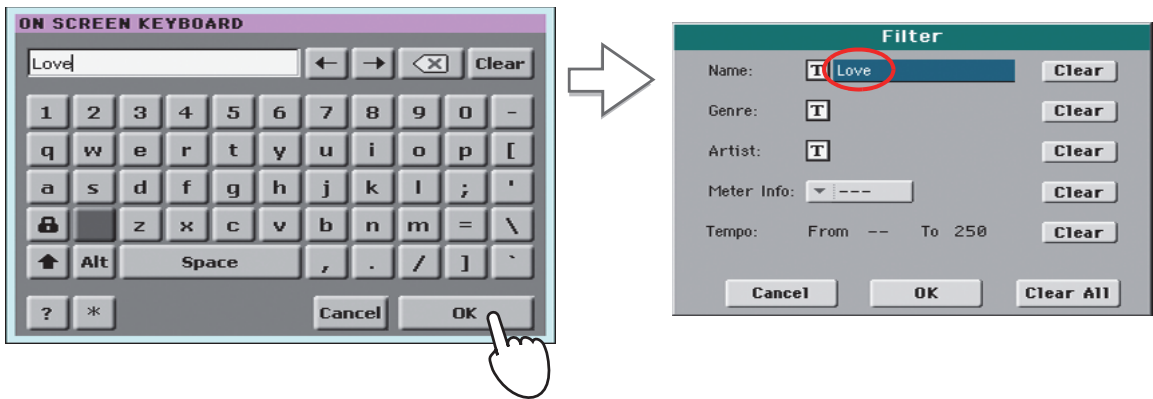 ON SCREEN KEYBOARD
Love ← → ⌫ Clear
1 2 3 4 5 6 7 8 9 0 -
q w e r t y u i o p [
a s d f g h j k l ; '
z x c v b n m = \
Alt Space , . / ] `
? * Cancel OK
Filter
Name: T Love Clear
Genre: T Clear
Artist: T Clear
Meter Info: --- Clear
Tempo: From -- To 250 Clear
Cancel OK Clear All